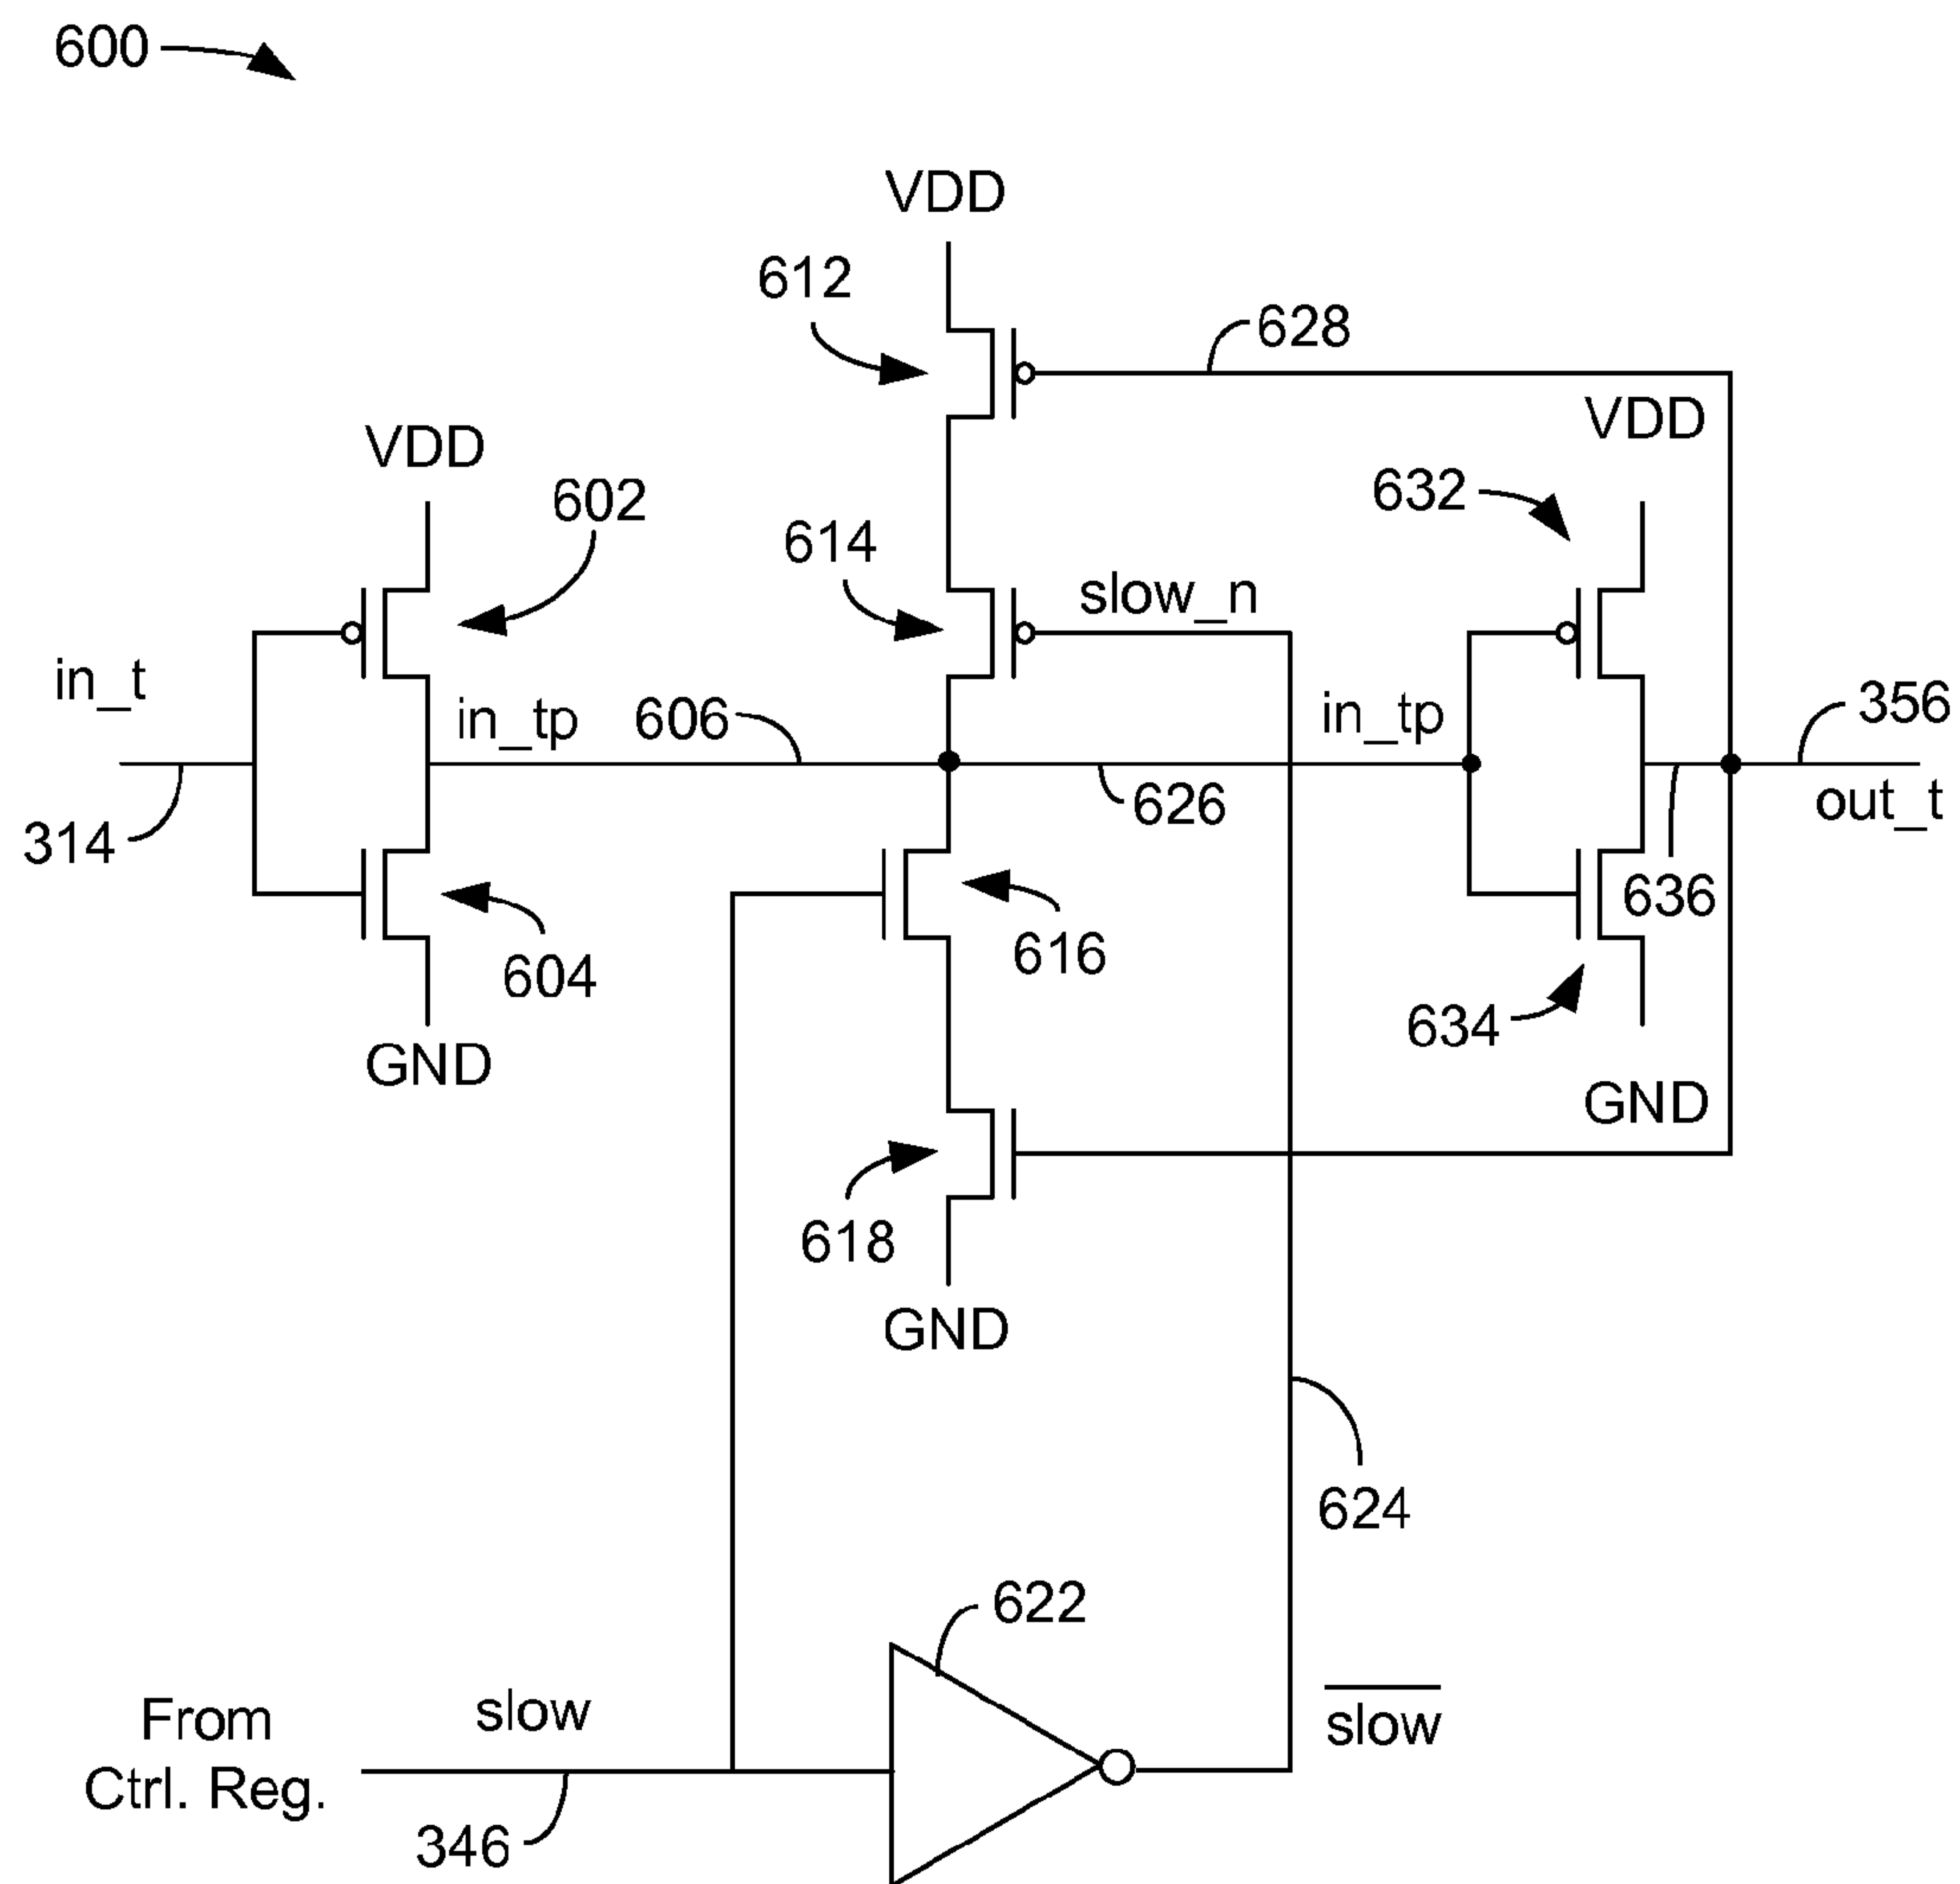 600
VDD
612
628
VDD
VDD
602
632
614
slow_n
in_t
in_tp
606
in_tp
356
626
out_t
314
636
616
604
634
GND
GND
618
GND
624
622
slow
slow
From
Ctrl. Reg.
346